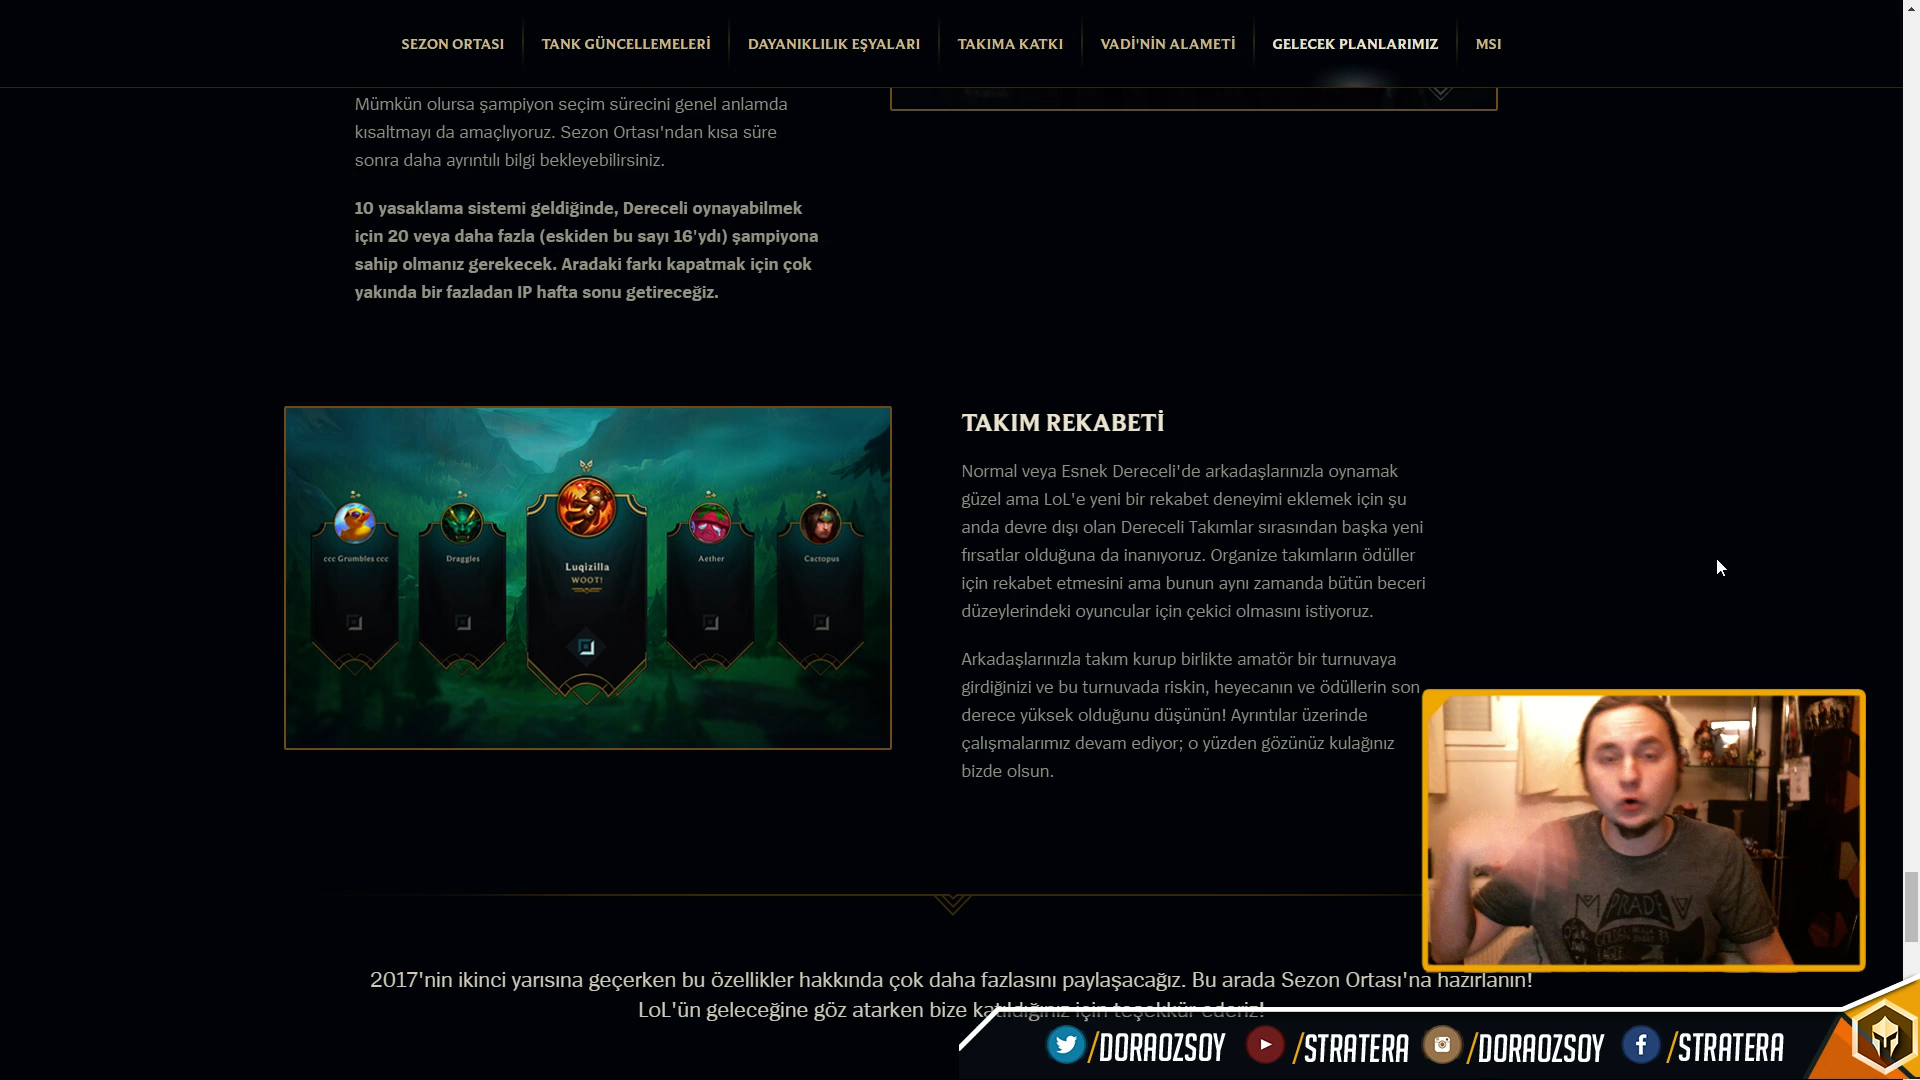 SEZON ORTASI
TANK GÜNCELLEMELERİ
DAYANIKLILIK EŞYALARI
TAKIMA KATKI
VADİ'NİN ALAMETİ
GELECEK PLANLARIMIZ
MSI
Mümkün olursa şampiyon seçim sürecini genel anlamda
kısaltmayı da amaçlıyoruz. Sezon Ortası'ndan kısa süre
sonra daha ayrıntılı bilgi bekleyebilirsiniz.
10 yasaklama sistemi geldiğinde, Dereceli oynayabilmek
için 20 veya daha fazla (eskiden bu sayı 16'ydı) şampiyona
sahip olmanız gerekecek. Aradaki farkı kapatmak için çok
yakında bir fazladan IP hafta sonu getireceğiz.
ccc Grumbles ccc
Draggles
Luqizilla
WOOT!
Aether
Cactopus
TAKIM REKABETİ
Normal veya Esnek Dereceli'de arkadaşlarınızla oynamak
güzel ama LoL'e yeni bir rekabet deneyimi eklemek için şu
anda devre dışı olan Dereceli Takımlar sırasından başka yeni
fırsatlar olduğuna da inanıyoruz. Organize takımların ödüller
için rekabet etmesini ama bunun aynı zamanda bütün beceri
düzeylerindeki oyuncular için çekici olmasını istiyoruz.
Arkadaşlarınızla takım kurup birlikte amatör bir turnuvaya
girdiğinizi ve bu turnuvada riskin, heyecanın ve ödüllerin son
derece yüksek olduğunu düşünün! Ayrıntılar üzerinde
çalışmalarımız devam ediyor; o yüzden gözünüz kulağınız
bizde olsun.
2017'nin ikinci yarısına geçerken bu özellikler hakkında çok daha fazlasını paylaşacağız. Bu arada Sezon Ortası'na hazırlanın!
LoL'ün geleceğine göz atarken bize katıldığınız için teşekkür ederiz!
/DORAOZSOY
/STRATERA
/DORAOZSOY
/STRATERA